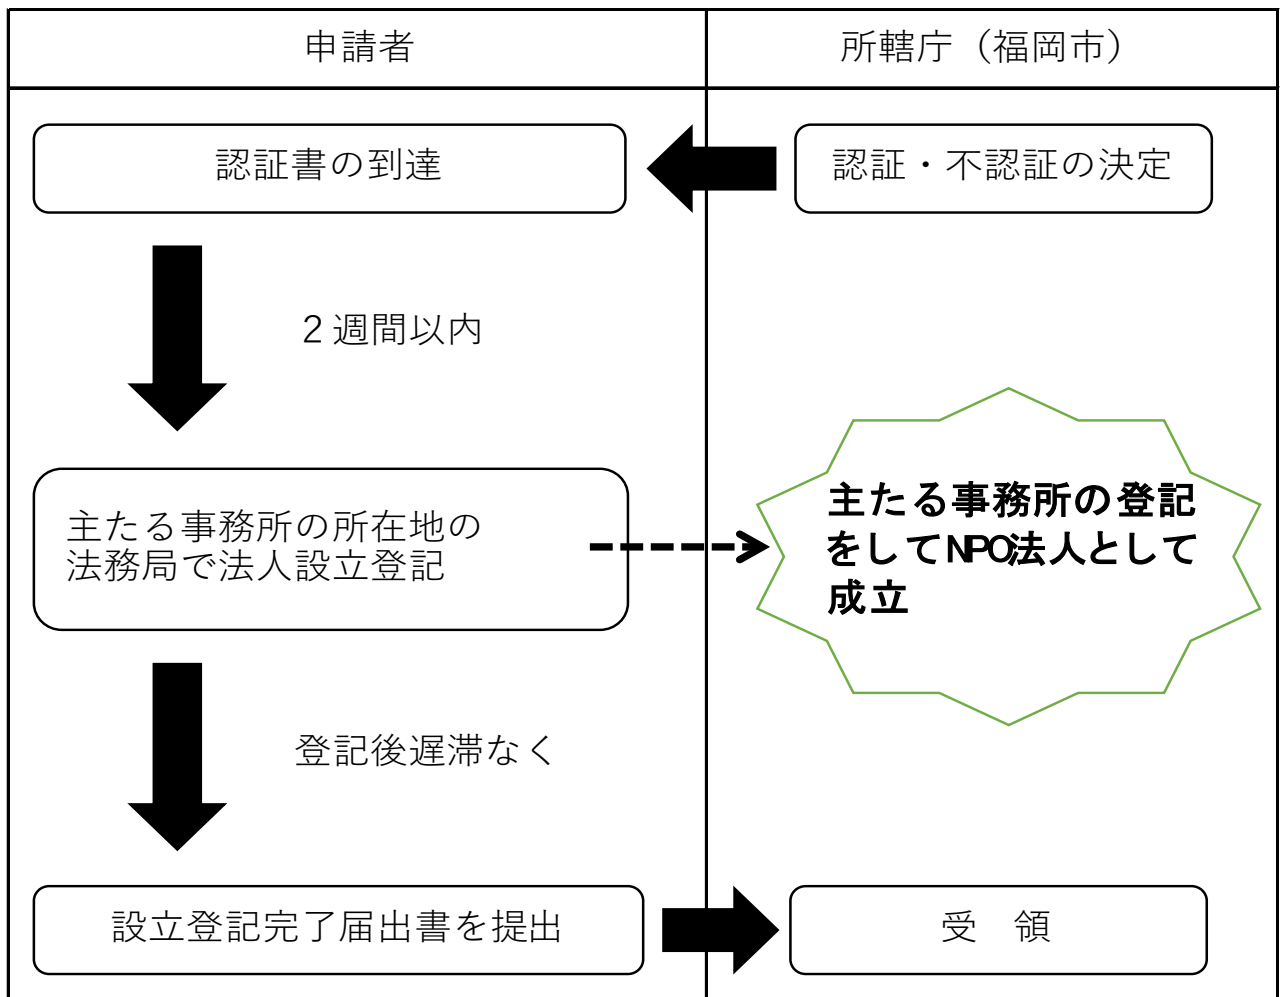 申請者
所轄庁（福岡市）
認証書の到達
認証・不認証の決定
２週間以内
主たる事務所の所在地の
法務局で法人設立登記
主たる事務所の登記
をしてNPO法人として
成立
登記後遅滞なく
設立登記完了届出書を提出
受　領